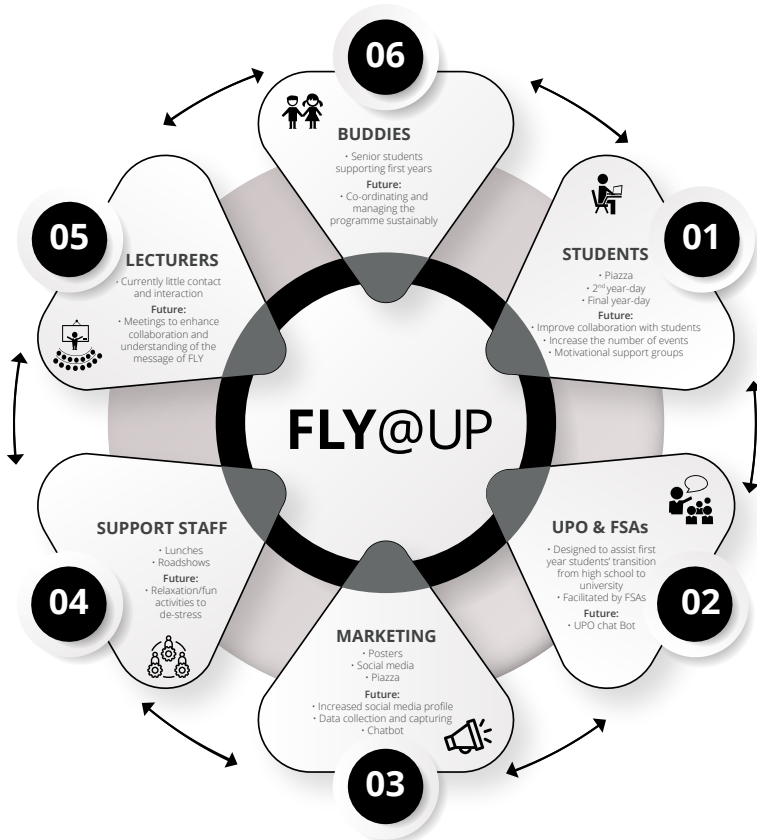 06
BUDDIES
• Senior students
supporting first years
Future:
• Co-ordinating and
managing the
programme sustainably
01
STUDENTS
• Piazza
• 2nd year-day
• Final year-day
Future:
• Improve collaboration with students
• Increase the number of events
• Motivational support groups
02
UPO & FSAs
• Designed to assist first
year students' transition
from high school to
university
• Facilitated by FSAs
Future:
• UPO chat Bot
03
MARKETING
• Posters
• Social media
• Piazza
Future:
• Increased social media profile
• Data collection and capturing
• Chatbot
04
SUPPORT STAFF
• Lunches
• Roadshows
Future:
• Relaxation/fun
activities to
de-stress
05
LECTURERS
• Currently little contact
and interaction
Future:
• Meetings to enhance
collaboration and
understanding of the
message of FLY
FLY@UP